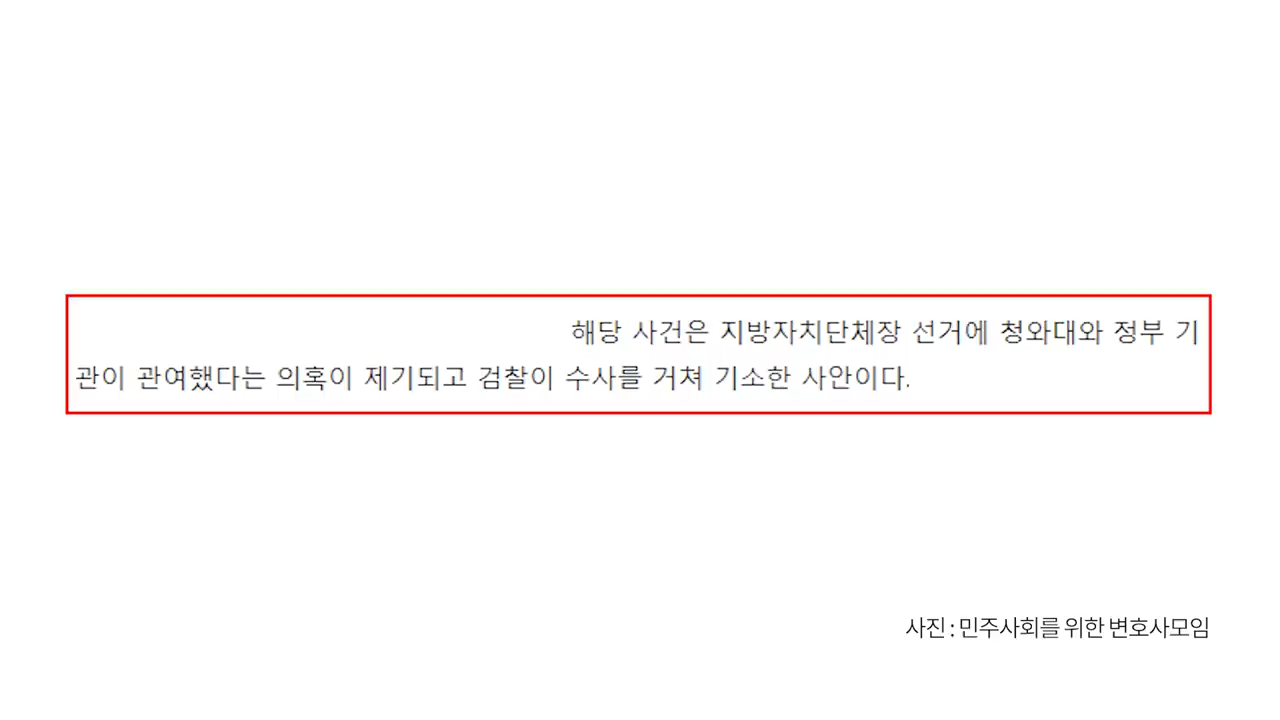 해당 사건은 지방자치단체장 선거에 청와대와 정부 기
관이 관여했다는 의혹이 제기되고 검찰이 수사를 거쳐 기소한 사안이다.
사진 : 민주사회를 위한 변호사모임